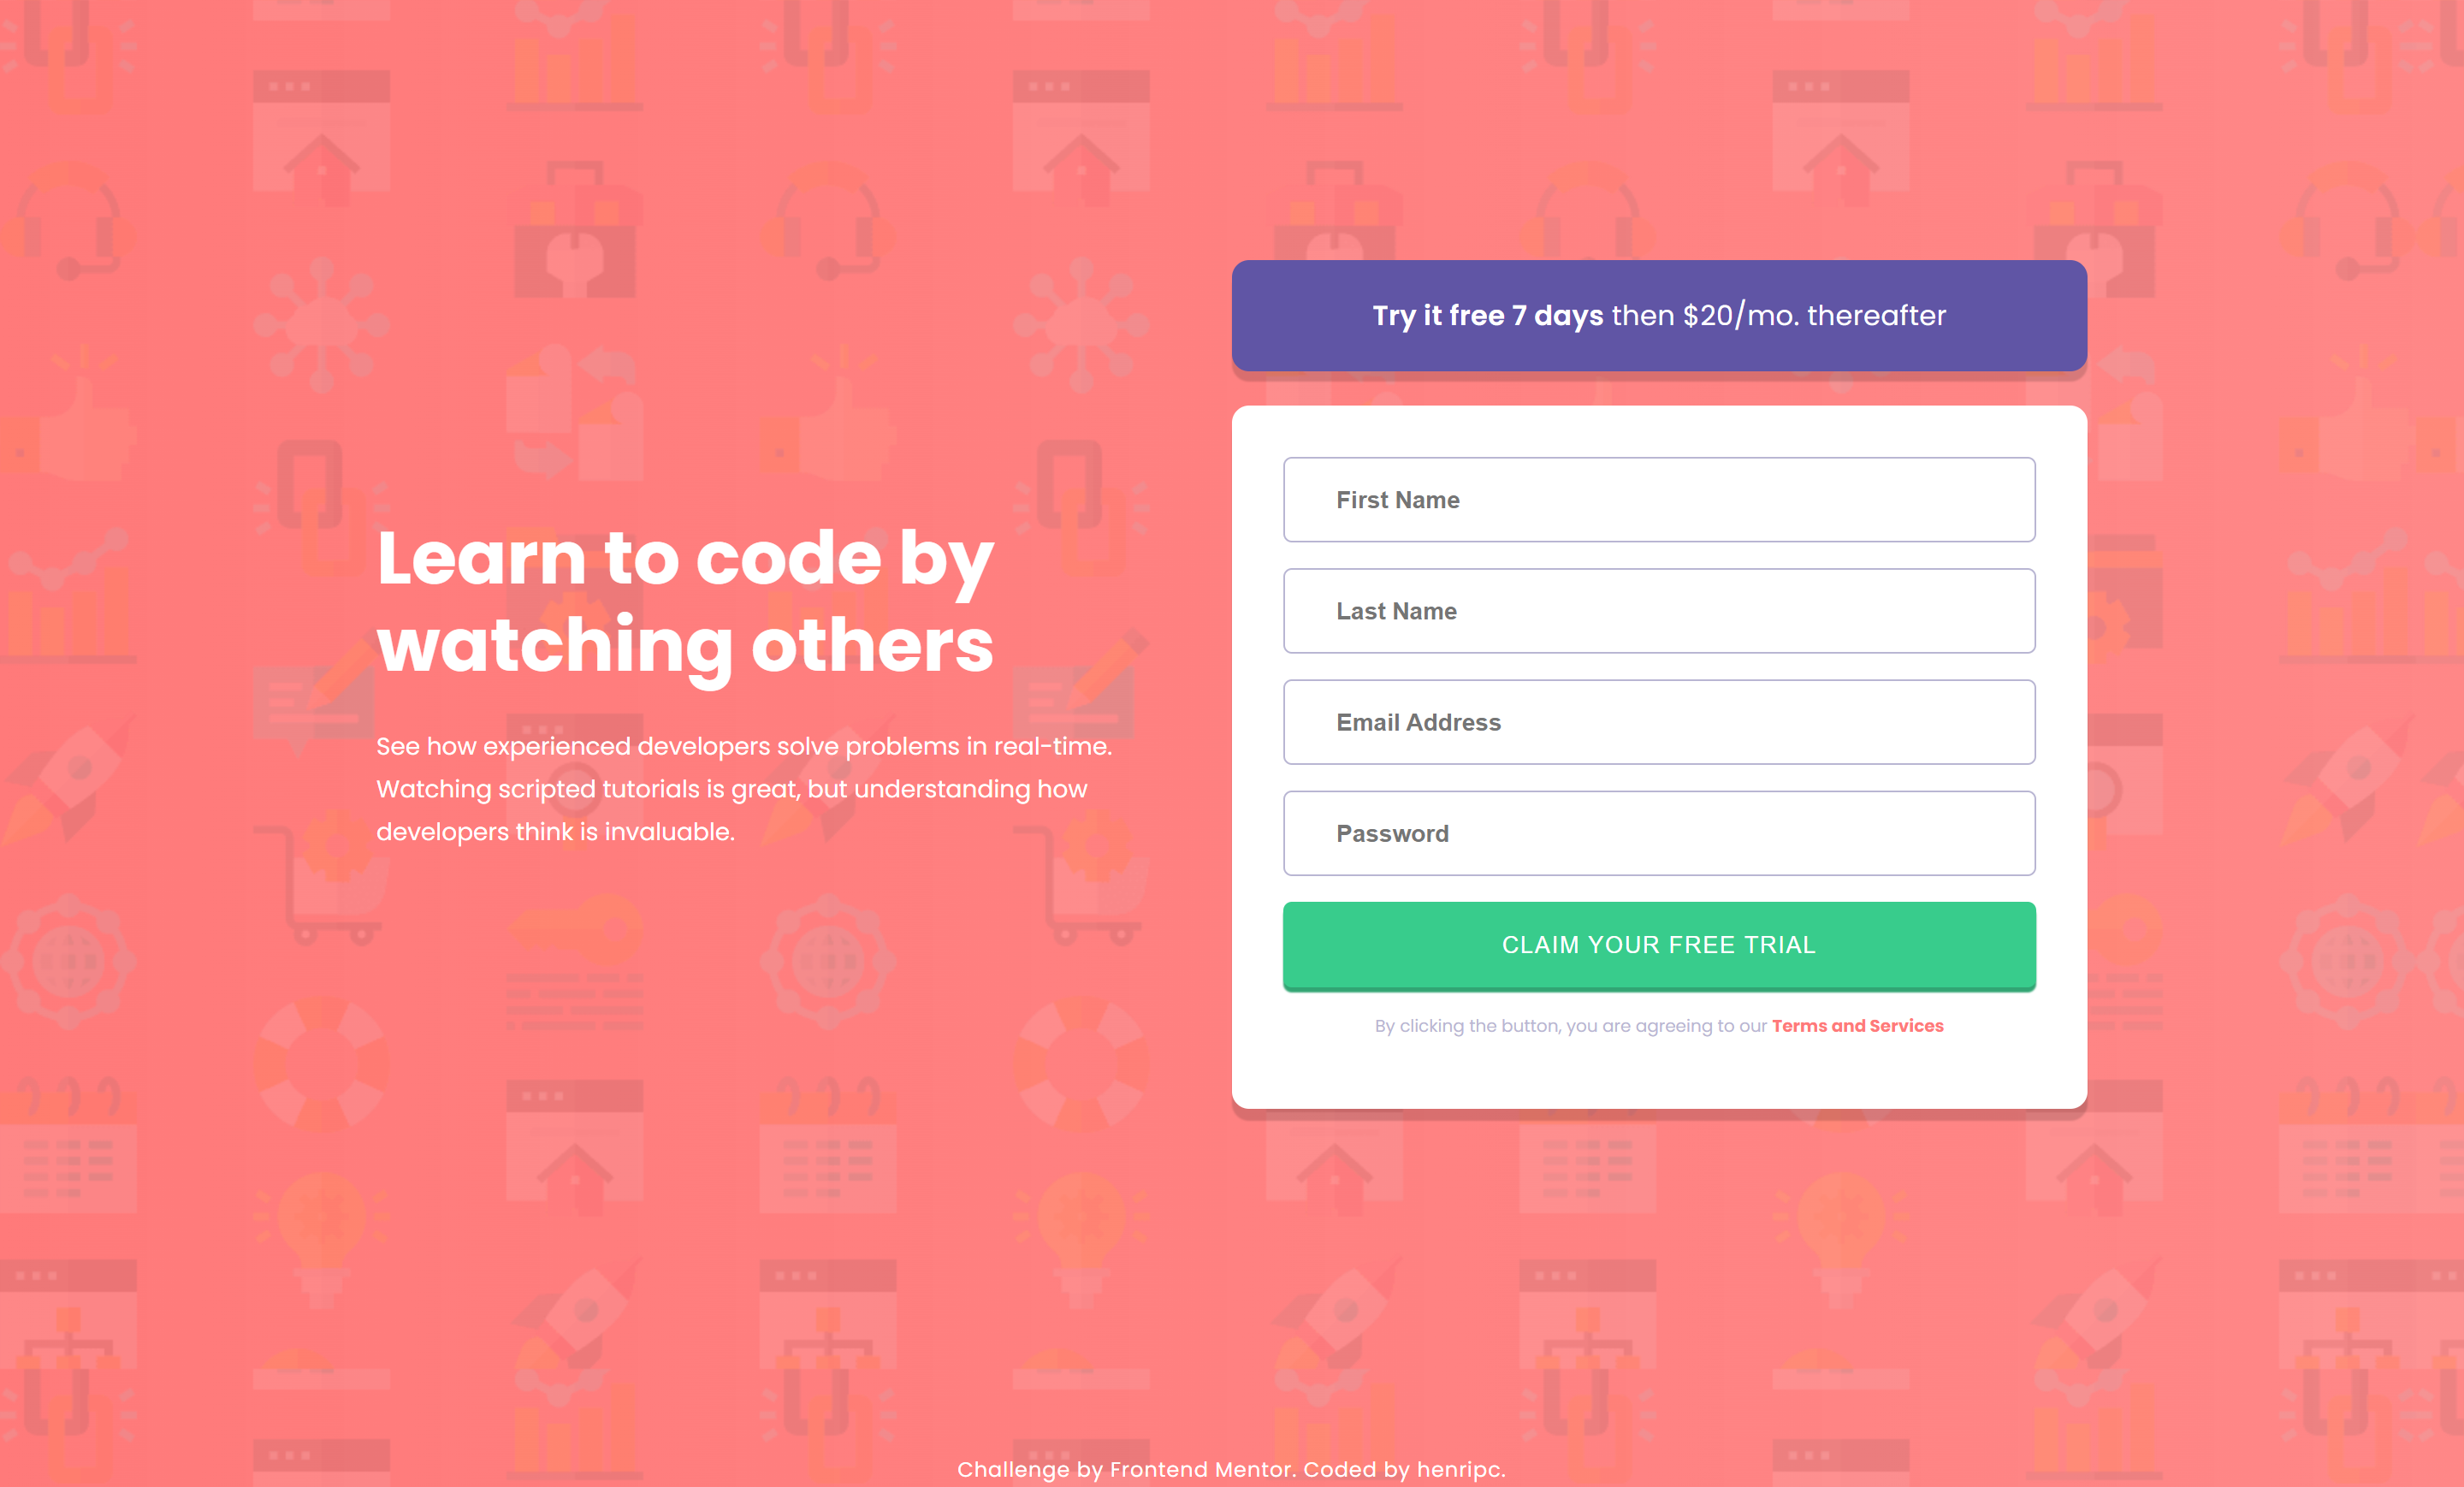 Learn to code by
watching others
See how experienced developers solve problems in real-time.
Watching scripted tutorials is great, but understanding how
developers think is invaluable.
Try it free 7 days then $20/mo. thereafter
First Name
Last Name
Email Address
Password
CLAIM YOUR FREE TRIAL
By clicking the button, you are agreeing to our Terms and Services
Challenge by Frontend Mentor. Coded by henripc.